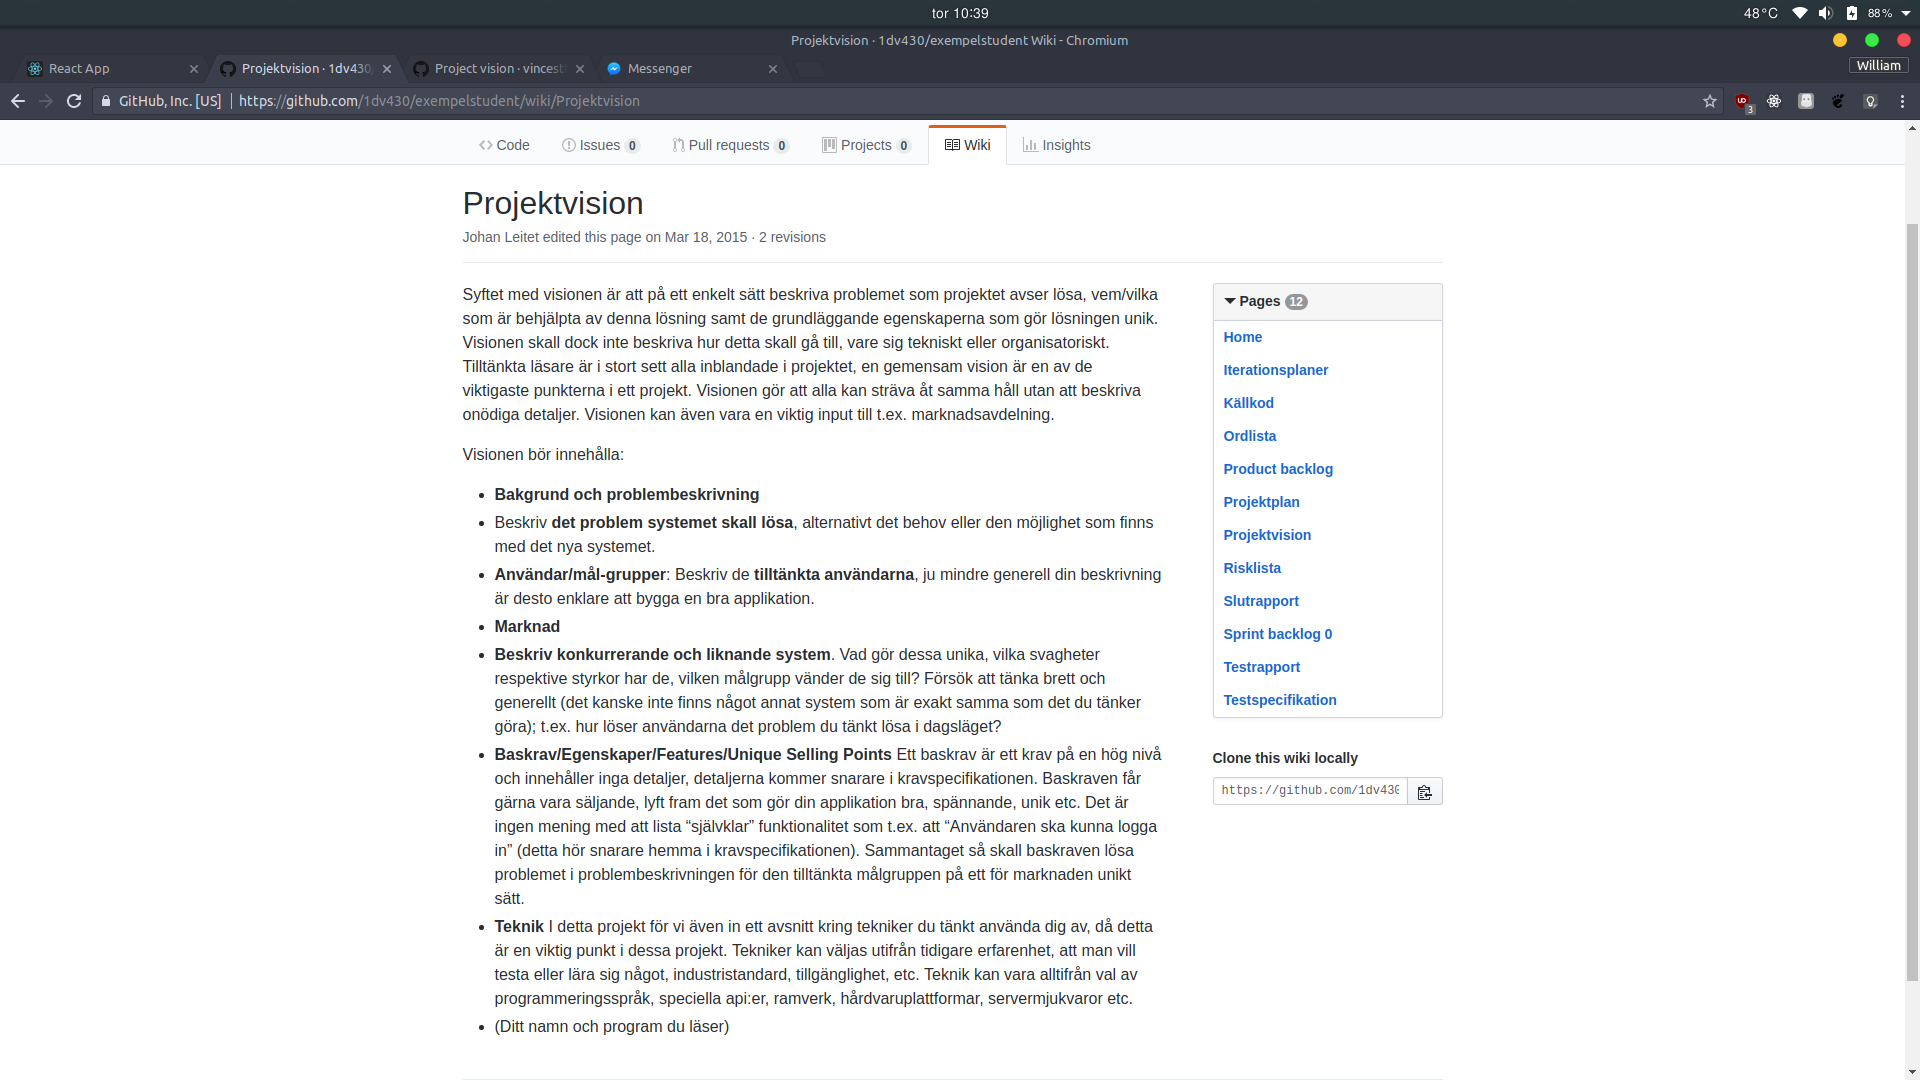 tor 10:39
48°C
88%
Projektvision · 1dv430/exempelstudent Wiki - Chromium
React App
Projektvision · 1dv430
Project vision · vincest
Messenger
William
GitHub, Inc. [US]
https://github.com/1dv430/exempelstudent/wiki/Projektvision
3
Code
Issues 0
Pull requests 0
Projects 0
Wiki
Insights
Projektvision
Johan Leitet edited this page on Mar 18, 2015 · 2 revisions
Syftet med visionen är att på ett enkelt sätt beskriva problemet som projektet avser lösa, vem/vilka
som är behjälpta av denna lösning samt de grundläggande egenskaperna som gör lösningen unik.
Visionen skall dock inte beskriva hur detta skall gå till, vare sig tekniskt eller organisatoriskt.
Tilltänkta läsare är i stort sett alla inblandade i projektet, en gemensam vision är en av de
viktigaste punkterna i ett projekt. Visionen gör att alla kan sträva åt samma håll utan att beskriva
onödiga detaljer. Visionen kan även vara en viktig input till t.ex. marknadsavdelning.
Visionen bör innehålla:
• Bakgrund och problembeskrivning
• Beskriv det problem systemet skall lösa, alternativt det behov eller den möjlighet som finns
med det nya systemet.
• Användar/mål-grupper: Beskriv de tilltänkta användarna, ju mindre generell din beskrivning
är desto enklare att bygga en bra applikation.
• Marknad
• Beskriv konkurrerande och liknande system. Vad gör dessa unika, vilka svagheter
respektive styrkor har de, vilken målgrupp vänder de sig till? Försök att tänka brett och
generellt (det kanske inte finns något annat system som är exakt samma som det du tänker
göra); t.ex. hur löser användarna det problem du tänkt lösa i dagsläget?
• Baskrav/Egenskaper/Features/Unique Selling Points Ett baskrav är ett krav på en hög nivå
och innehåller inga detaljer, detaljerna kommer snarare i kravspecifikationen. Baskraven får
gärna vara säljande, lyft fram det som gör din applikation bra, spännande, unik etc. Det är
ingen mening med att lista “självklar” funktionalitet som t.ex. att “Användaren ska kunna logga
in” (detta hör snarare hemma i kravspecifikationen). Sammantaget så skall baskraven lösa
problemet i problembeskrivningen för den tilltänkta målgruppen på ett för marknaden unikt
sätt.
• Teknik I detta projekt för vi även in ett avsnitt kring tekniker du tänkt använda dig av, då detta
är en viktig punkt i dessa projekt. Tekniker kan väljas utifrån tidigare erfarenhet, att man vill
testa eller lära sig något, industristandard, tillgänglighet, etc. Teknik kan vara alltifrån val av
programmeringsspråk, speciella api:er, ramverk, hårdvaruplattformar, servermjukvaror etc.
• (Ditt namn och program du läser)
Pages 12
Home
Iterationsplaner
Källkod
Ordlista
Product backlog
Projektplan
Projektvision
Risklista
Slutrapport
Sprint backlog 0
Testrapport
Testspecifikation
Clone this wiki locally
https://github.com/1dv430